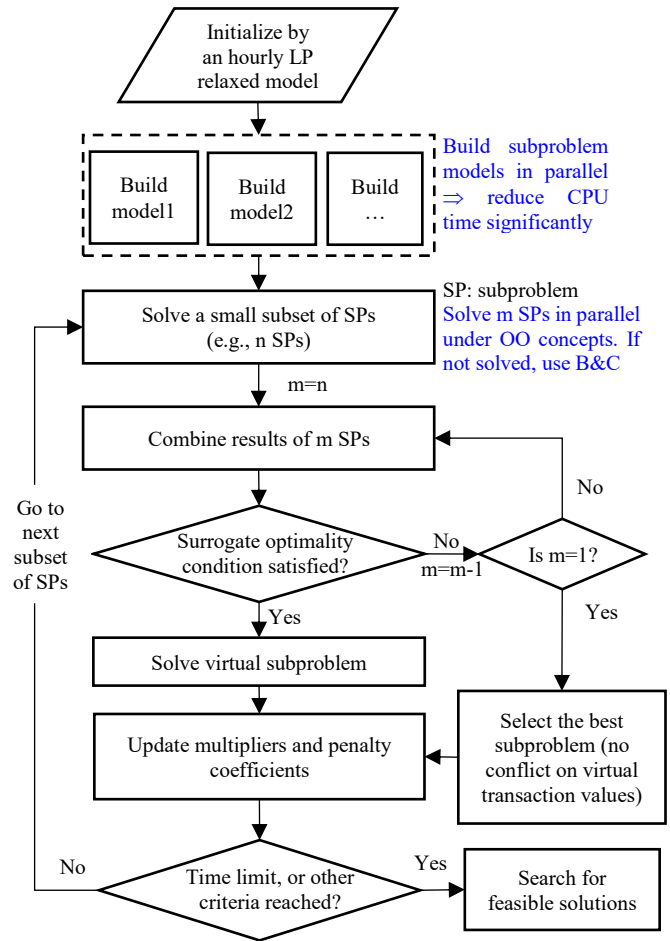 Initialize by
an hourly LP
relaxed model
Build
model1
Build
model2
Build
…
Build subproblem
models in parallel
⇒ reduce CPU
time significantly
Solve a small subset of SPs
(e.g., n SPs)
SP: subproblem
Solve m SPs in parallel
under OO concepts. If
not solved, use B&C
m=n
Combine results of m SPs
No
Go to
next
subset
of SPs
Surrogate optimality
condition satisfied?
No
m=m-1
Is m=1?
Yes
Yes
Solve virtual subproblem
Update multipliers and penalty
coefficients
Select the best
subproblem (no
conflict on virtual
transaction values)
No
Time limit, or other
criteria reached?
Yes
Search for
feasible solutions